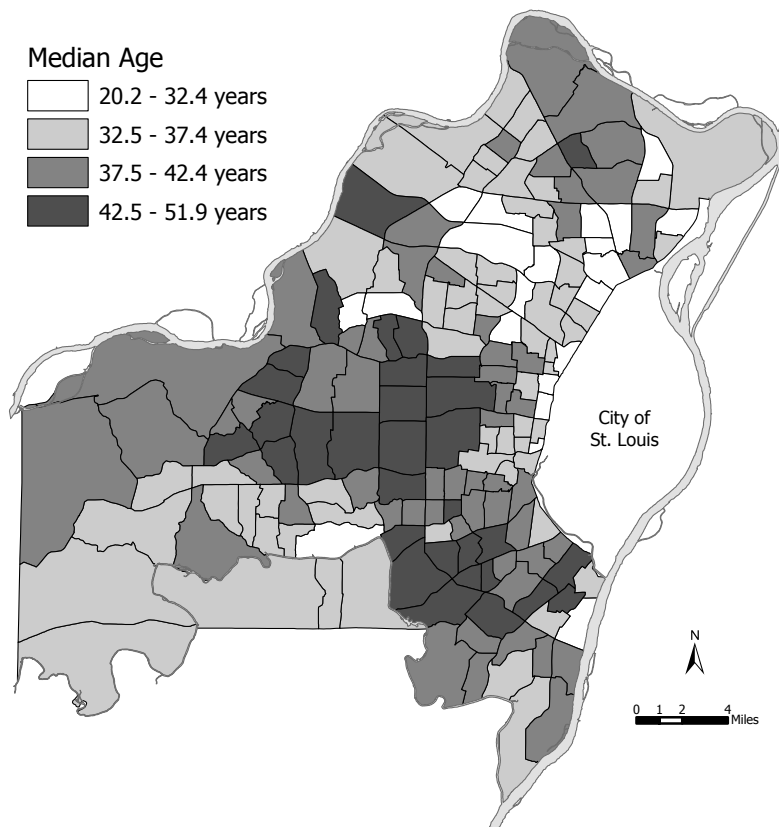 Median Age
20.2 - 32.4 years
32.5 - 37.4 years
37.5 - 42.4 years
42.5 - 51.9 years
City of
St. Louis
N
0 1 2 4
Miles